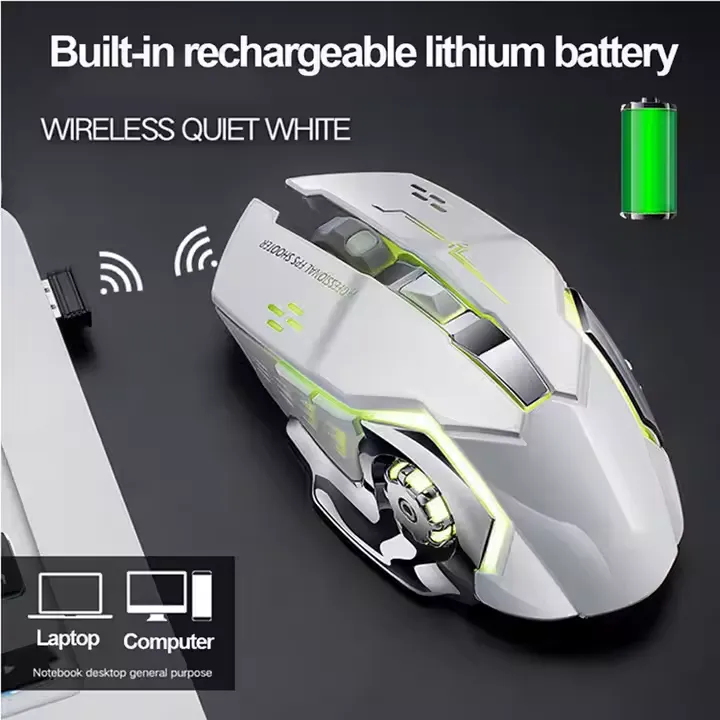 Built-in rechargeable lithium battery
WIRELESS QUIET WHITE
PROFESSIONAL FPS SHOOTER
Laptop
Computer
Notebook desktop general purpose